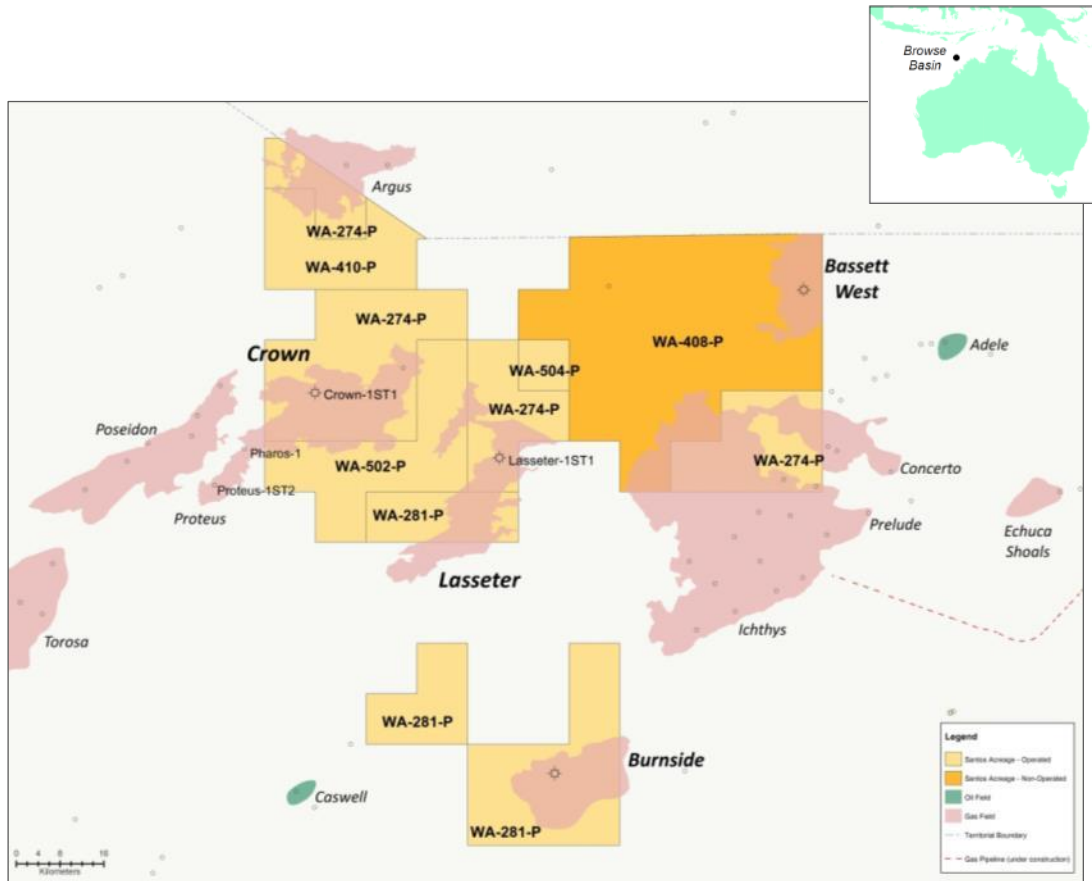 Browse
Basin
Argus
WA-274-P
WA-410-P
Bassett
West
WA-274-P
WA-408-P
Crown
Adele
WA-504-P
Crown-1ST1
WA-274-P
Poseidon
Pharos-1
Lasseter-1ST1
WA-502-P
WA-274-P
Concerto
Proteus-1ST2
Proteus
WA-281-P
Prelude
Echuca
Shoals
Lasseter
Ichthys
Torosa
WA-281-P
Burnside
Caswell
WA-281-P
Legend
Santos Acreage - Operated
Santos Acreage - Non-Operated
Oil Field
Gas Field
Territorial Boundary
Gas Pipeline (under construction)
0 4 8 16
Kilometers